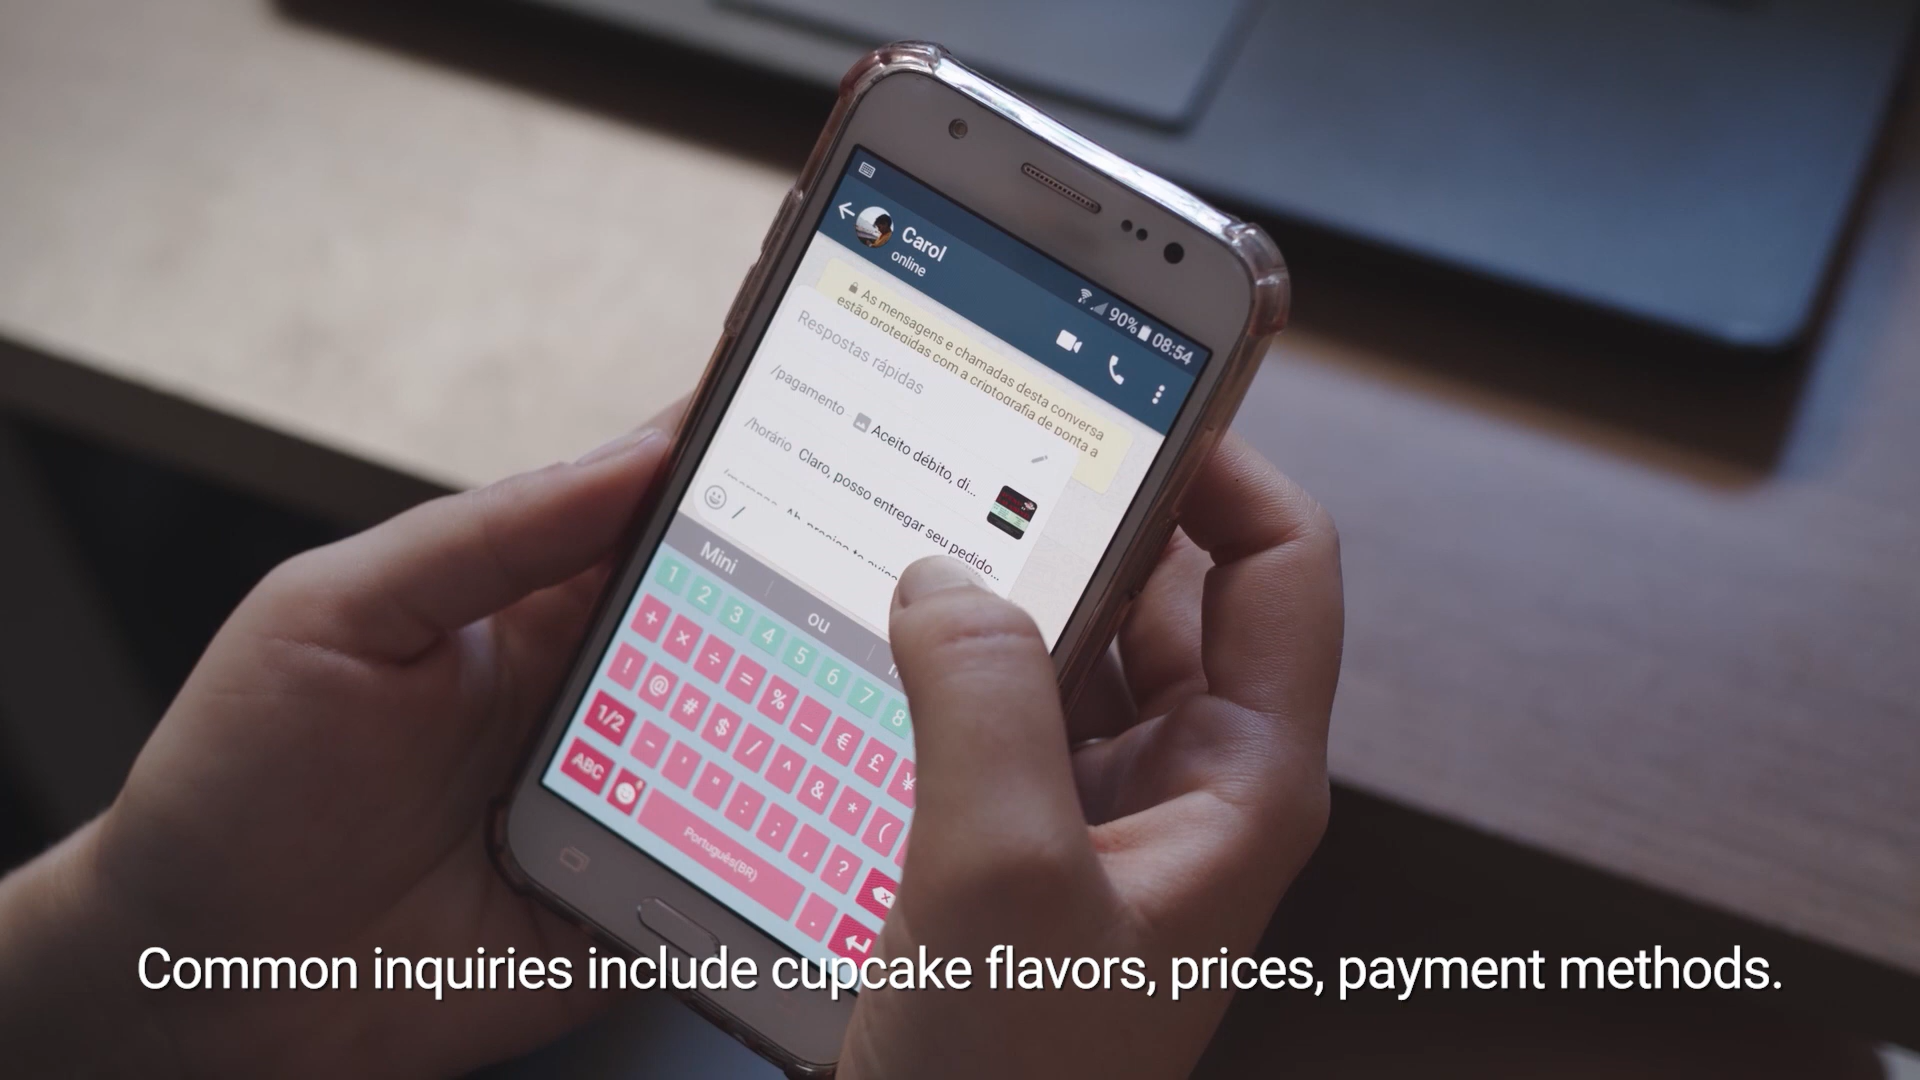 90% 08:54
Carol
online
As mensagens e chamadas desta conversa
estão protegidas com a criptografia de ponta a
Respostas rápidas
/pagamento Aceito débito, di...
/horário Claro, posso entregar seu pedido...
/
Mini ou
1 2 3 4 5 6 7 8
+ × ÷ = % _ € £ ¥
! @ # $ / ^ & * (
1/2 - ' " : ; , ?
ABC Português(BR) .
Common inquiries include cupcake flavors, prices, payment methods.